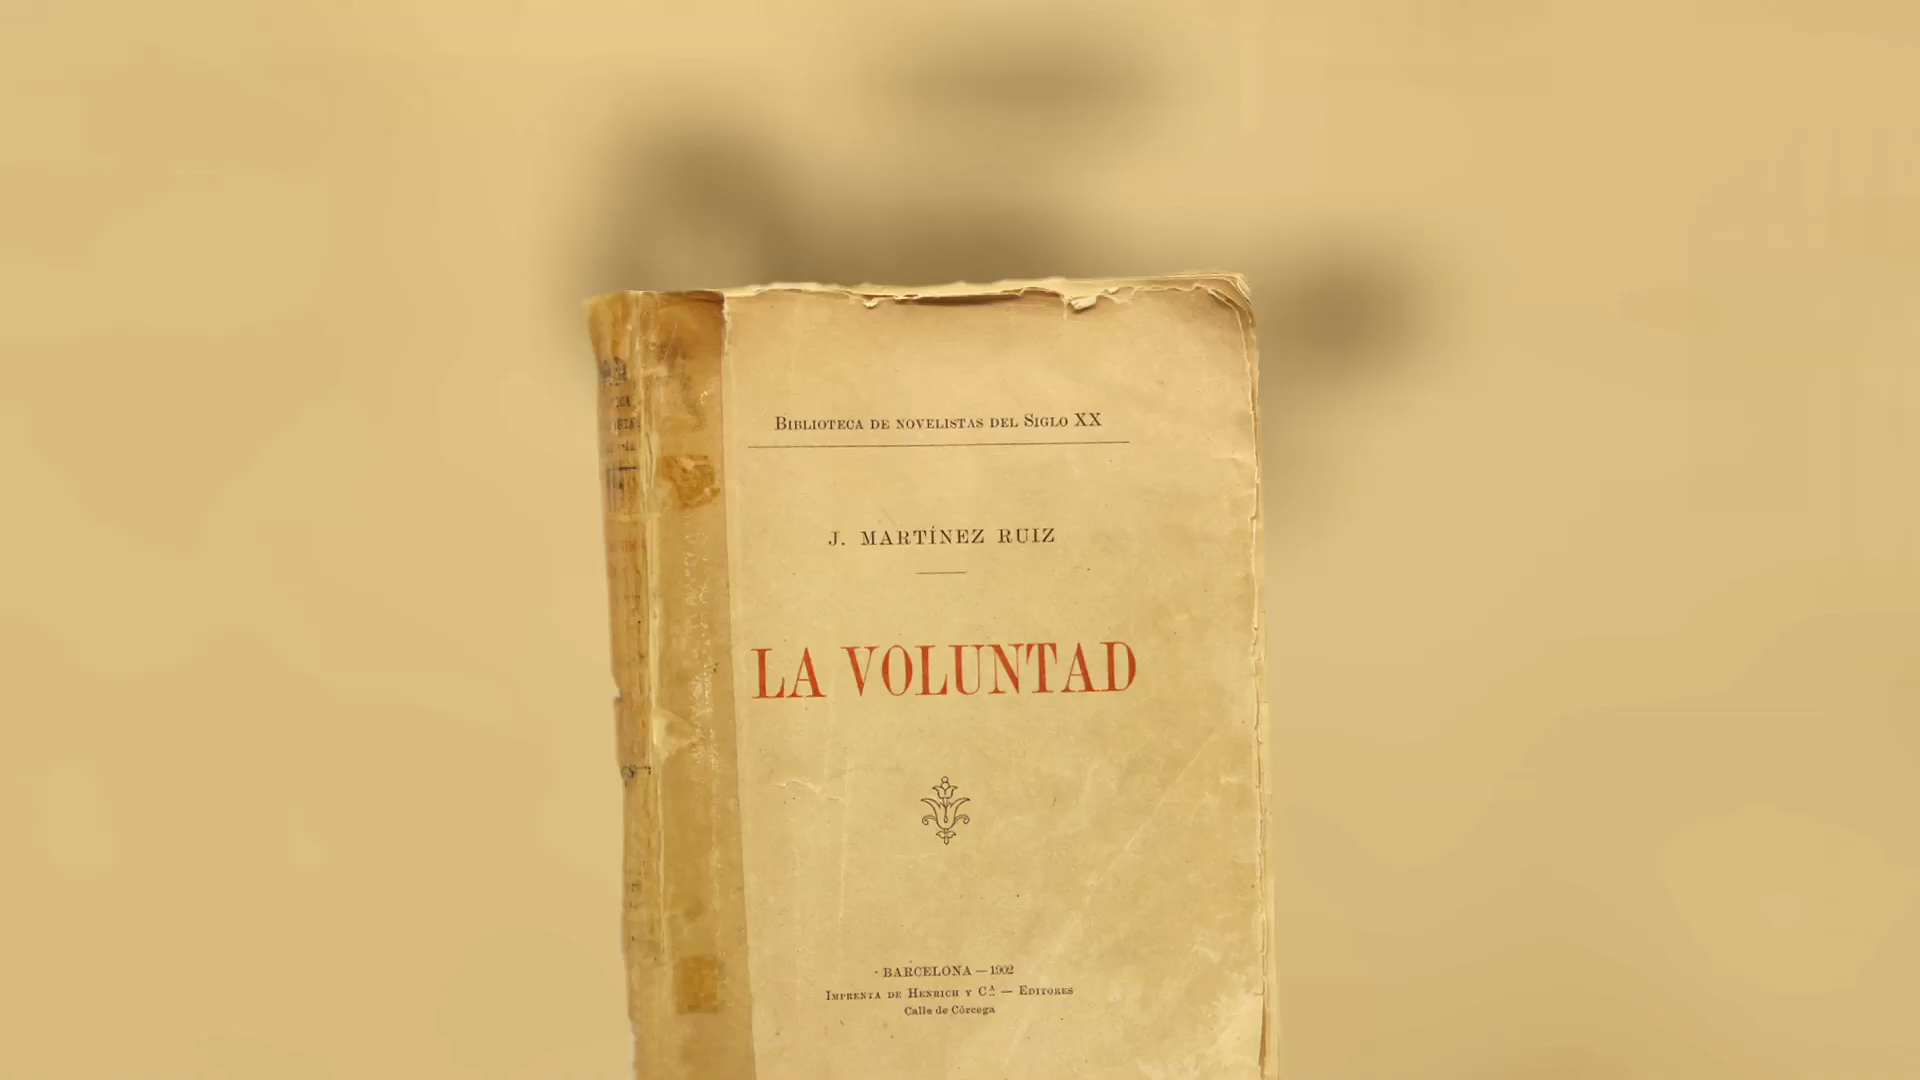 BIBLIOTECA DE NOVELISTAS DEL SIGLO XX
J. MARTÍNEZ RUIZ
LA VOLUNTAD
BARCELONA — 1902
IMPRENTA DE HENRICH Y Cª — EDITORES
Calle de Córcega